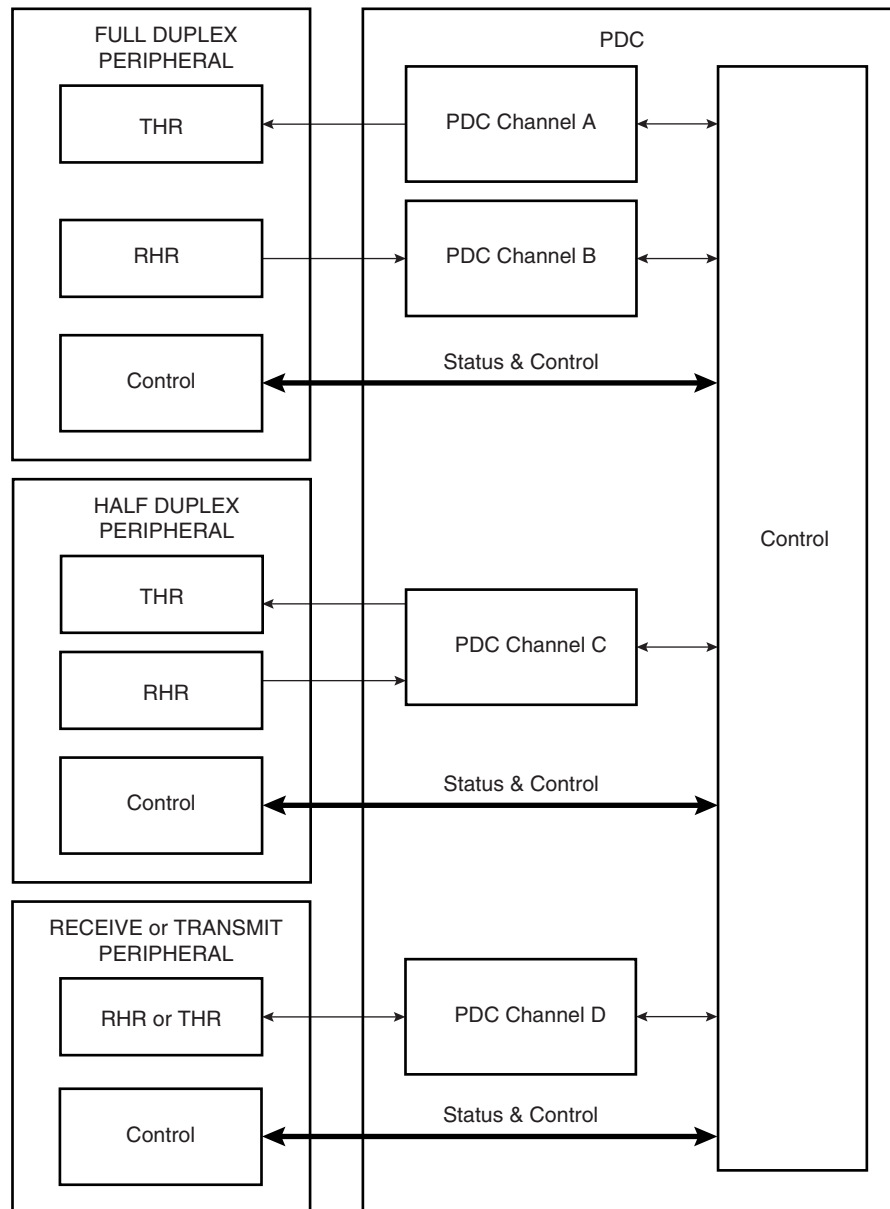 FULL DUPLEX
PERIPHERAL
PDC
THR
PDC Channel A
RHR
PDC Channel B
Control
Status & Control
HALF DUPLEX
PERIPHERAL
Control
THR
PDC Channel C
RHR
Control
Status & Control
RECEIVE or TRANSMIT
PERIPHERAL
RHR or THR
PDC Channel D
Control
Status & Control